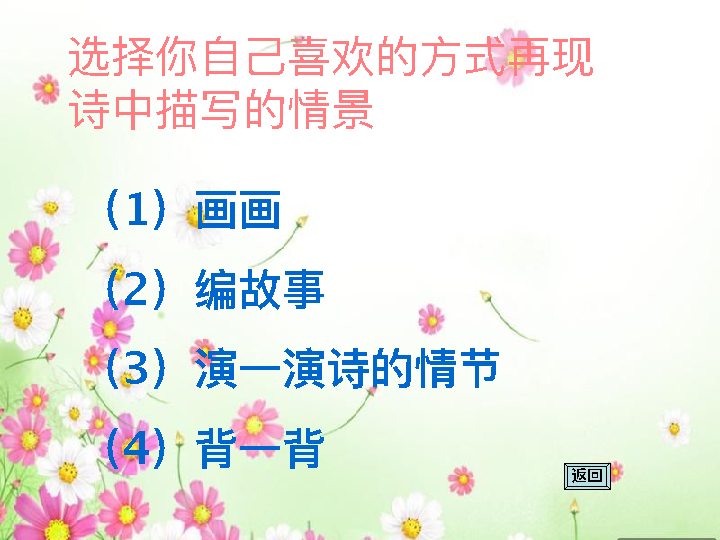 选择你自己喜欢的方式再现
诗中描写的情景
（1）画画
（2）编故事
（3）演一演诗的情节
（4）背一背
返回